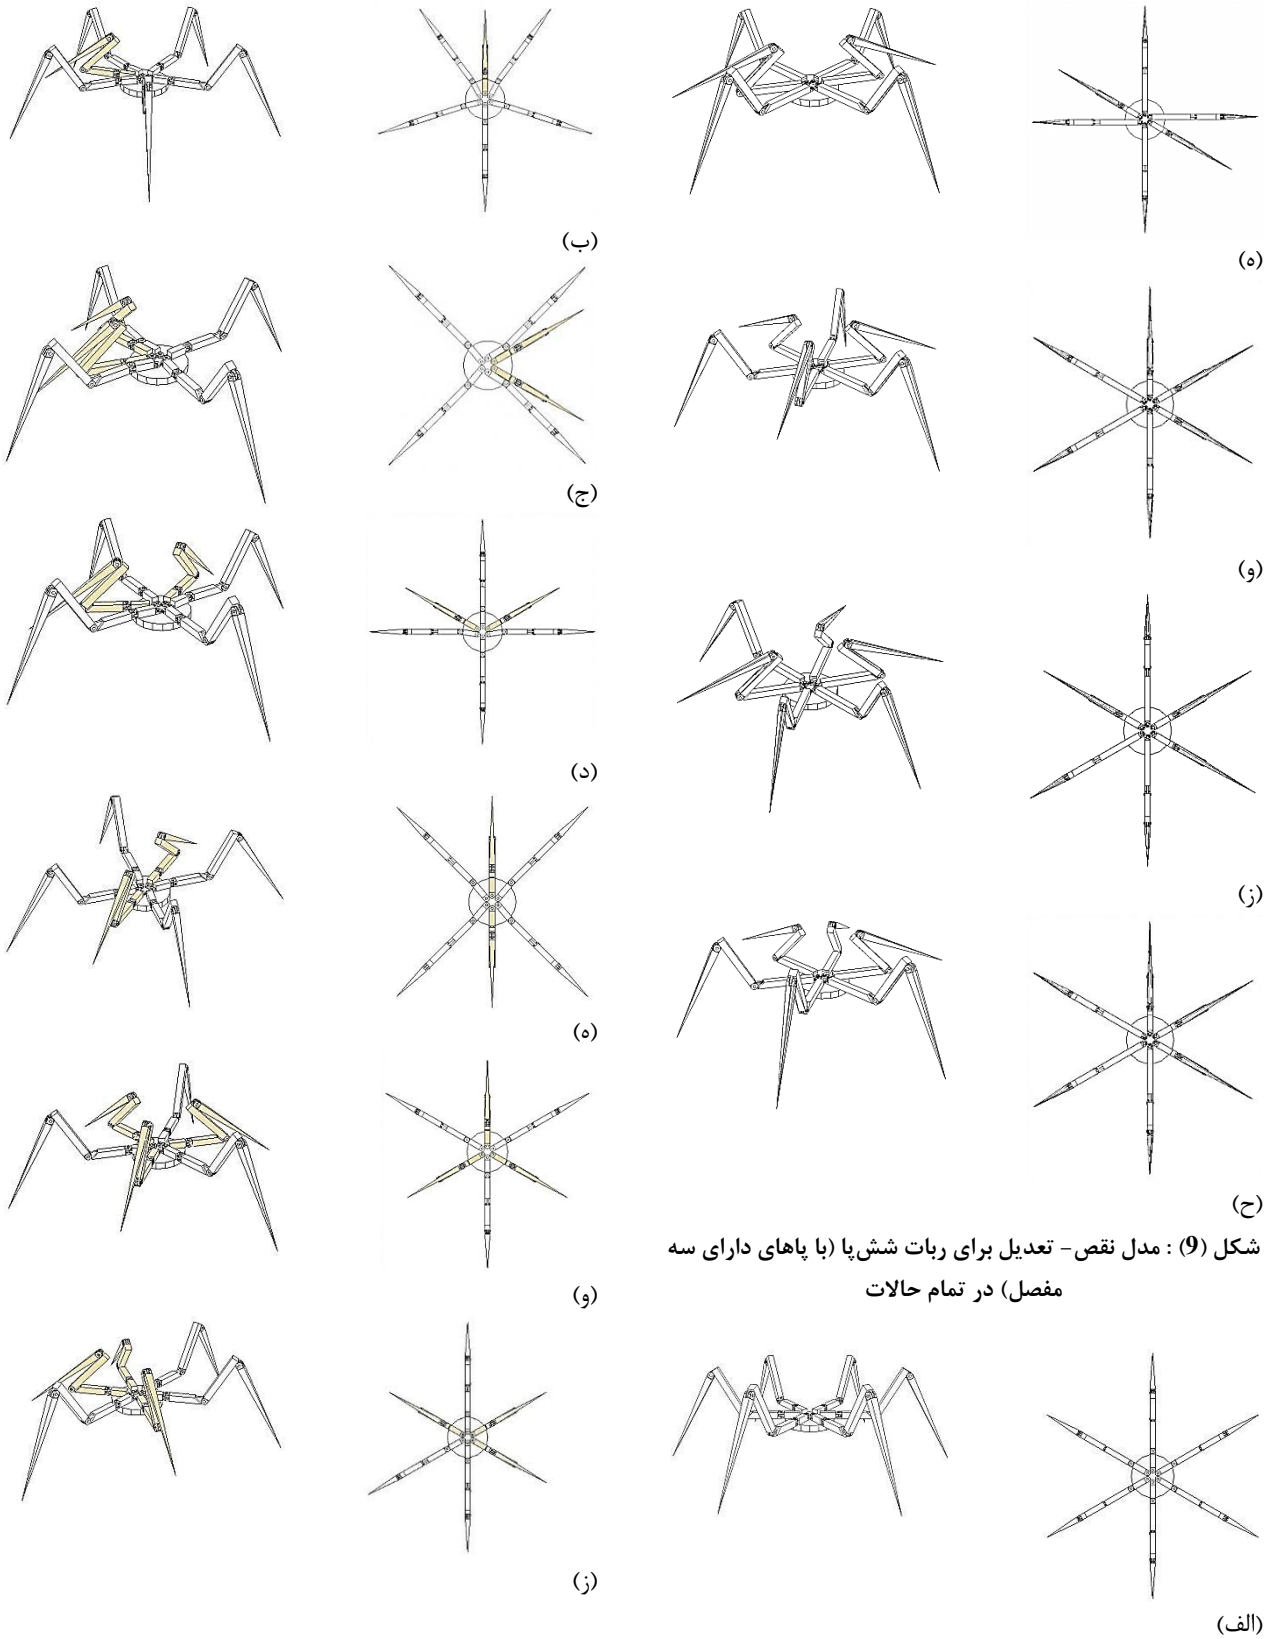 (ه)
(و)
(ز)
(ح)
شکل (9) : مدل نقص- تعدیل برای ربات شش‌پا (با پاهای دارای سه
مفصل) در تمام حالات
(الف)
(ب)
(ج)
(د)
(ه)
(و)
(ز)